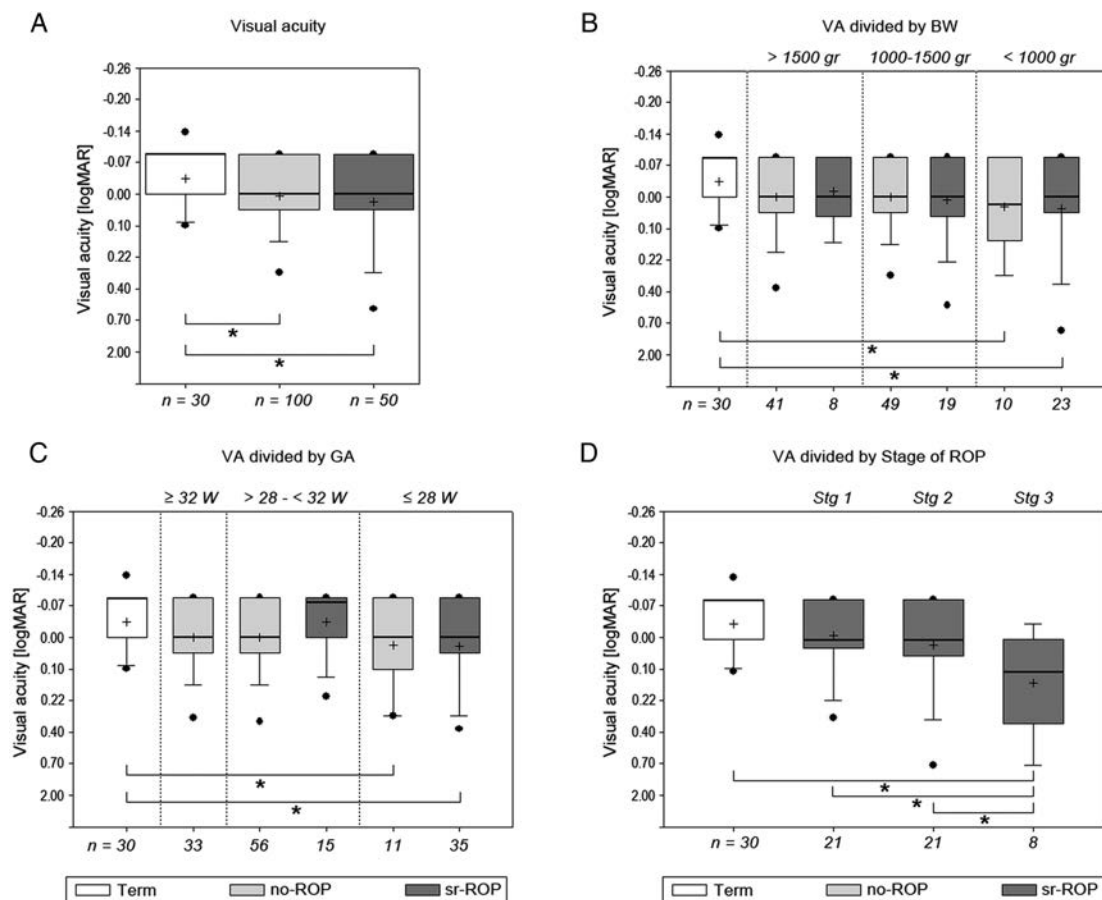 A
Visual acuity
Visual acuity [logMAR]
-0.26
-0.20
-0.14
-0.07
0.00
0.10
0.22
0.40
0.70
2.00
*
*
n = 30 n = 100 n = 50
B
VA divided by BW
> 1500 gr 1000-1500 gr < 1000 gr
Visual acuity [logMAR]
-0.26
-0.20
-0.14
-0.07
0.00
0.10
0.22
0.40
0.70
2.00
*
*
n = 30 41 8 49 19 10 23
C
VA divided by GA
≥ 32 W > 28 - < 32 W ≤ 28 W
Visual acuity [logMAR]
-0.26
-0.20
-0.14
-0.07
0.00
0.10
0.22
0.40
0.70
2.00
*
*
n = 30 33 56 15 11 35
Term no-ROP sr-ROP
D
VA divided by Stage of ROP
Stg 1 Stg 2 Stg 3
Visual acuity [logMAR]
-0.26
-0.20
-0.14
-0.07
0.00
0.10
0.22
0.40
0.70
2.00
*
*
*
n = 30 21 21 8
Term no-ROP sr-ROP